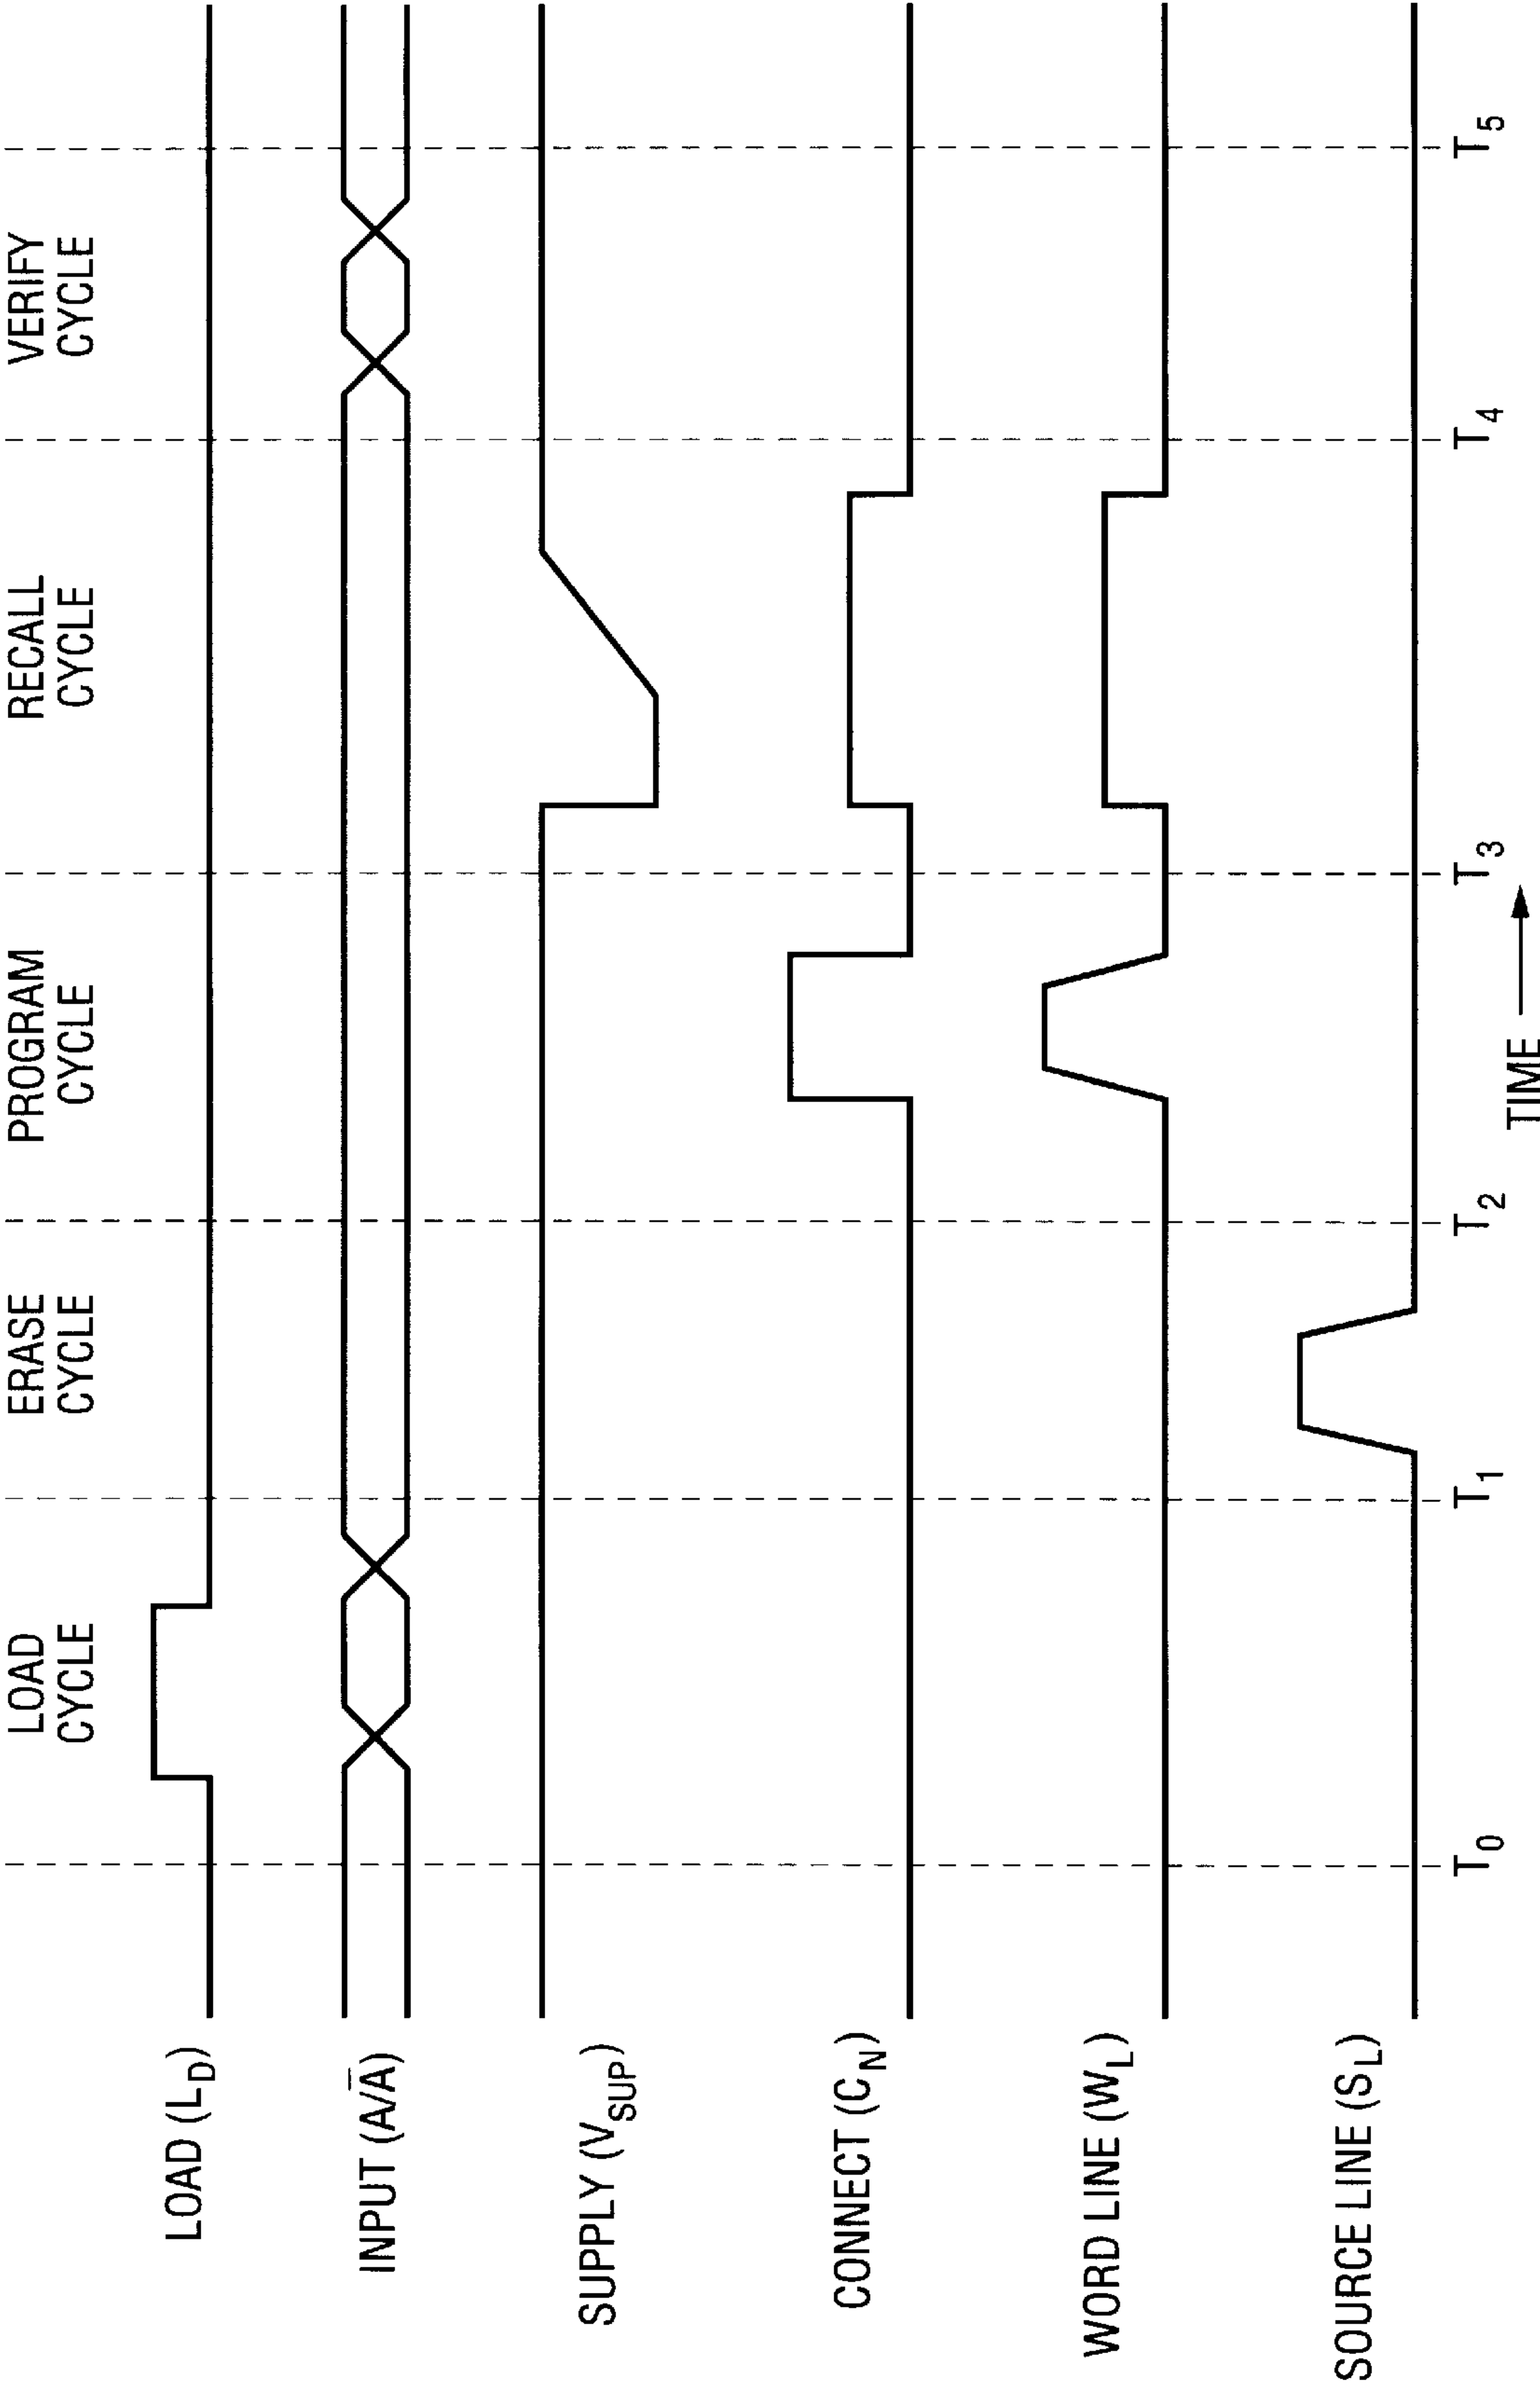 LOAD
CYCLE
ERASE
CYCLE
PROGRAM
CYCLE
RECALL
CYCLE
VERIFY
CYCLE
LOAD (L_D)
INPUT (A/A̅)
SUPPLY (V_SUP)
CONNECT (C_N)
WORD LINE (W_L)
SOURCE LINE (S_L)
T_0
T_1
T_2
T_3
T_4
T_5
TIME